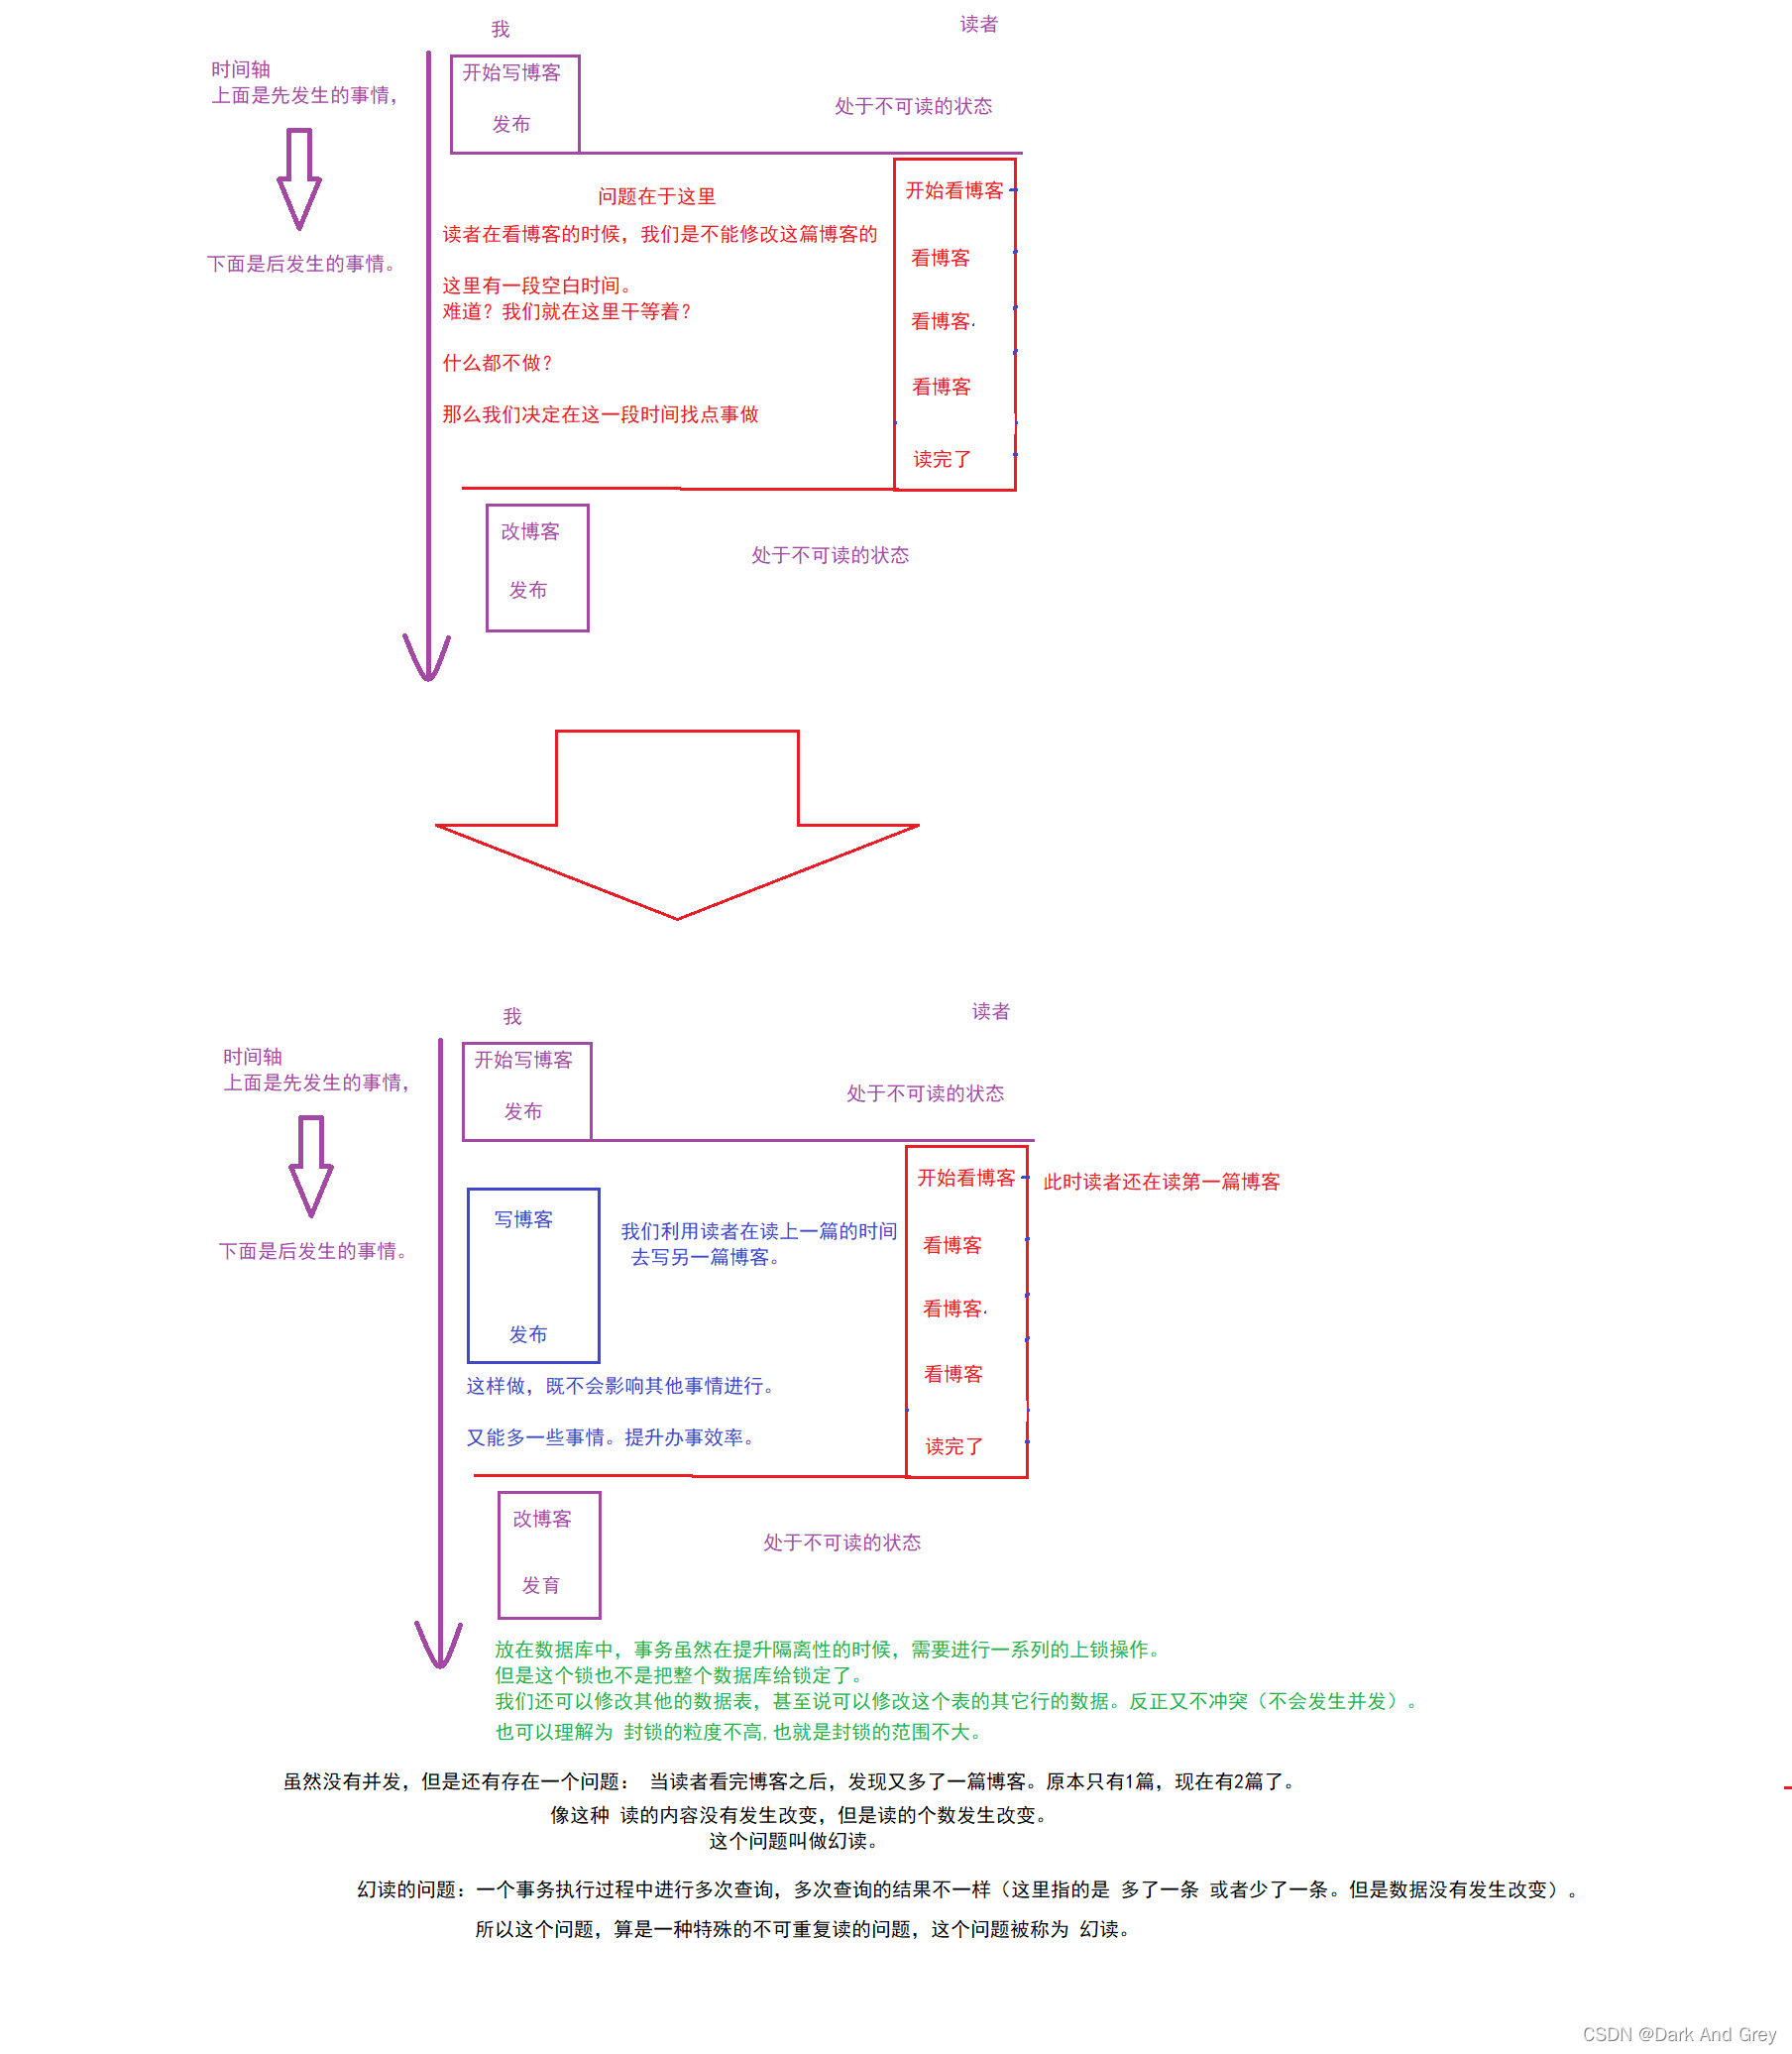 我
读者
时间轴
上面是先发生的事情,
开始写博客
发布
处于不可读的状态
下面是后发生的事情。
问题在于这里
读者在看博客的时候，我们是不能修改这篇博客的
这里有一段空白时间。
难道？我们就在这里干等着？
什么都不做？
那么我们决定在这一段时间找点事做
开始看博客
看博客
看博客.
看博客
读完了
改博客
发布
处于不可读的状态
我
读者
时间轴
上面是先发生的事情,
开始写博客
发布
处于不可读的状态
下面是后发生的事情。
写博客
发布
我们利用读者在读上一篇的时间
去写另一篇博客。
开始看博客
此时读者还在读第一篇博客
看博客
看博客.
看博客
读完了
这样做，既不会影响其他事情进行。
又能多一些事情。提升办事效率。
改博客
发育
处于不可读的状态
放在数据库中，事务虽然在提升隔离性的时候，需要进行一系列的上锁操作。
但是这个锁也不是把整个数据库给锁定了。
我们还可以修改其他的数据表，甚至说可以修改这个表的其它行的数据。反正又不冲突（不会发生并发）。
也可以理解为 封锁的粒度不高,也就是封锁的范围不大。
虽然没有并发，但是还有存在一个问题： 当读者看完博客之后，发现又多了一篇博客。原本只有1篇，现在有2篇了。
像这种 读的内容没有发生改变，但是读的个数发生改变。
这个问题叫做幻读。
幻读的问题：一个事务执行过程中进行多次查询，多次查询的结果不一样（这里指的是 多了一条 或者少了一条。但是数据没有发生改变）。
所以这个问题，算是一种特殊的不可重复读的问题，这个问题被称为 幻读。
CSDN @Dark And Grey